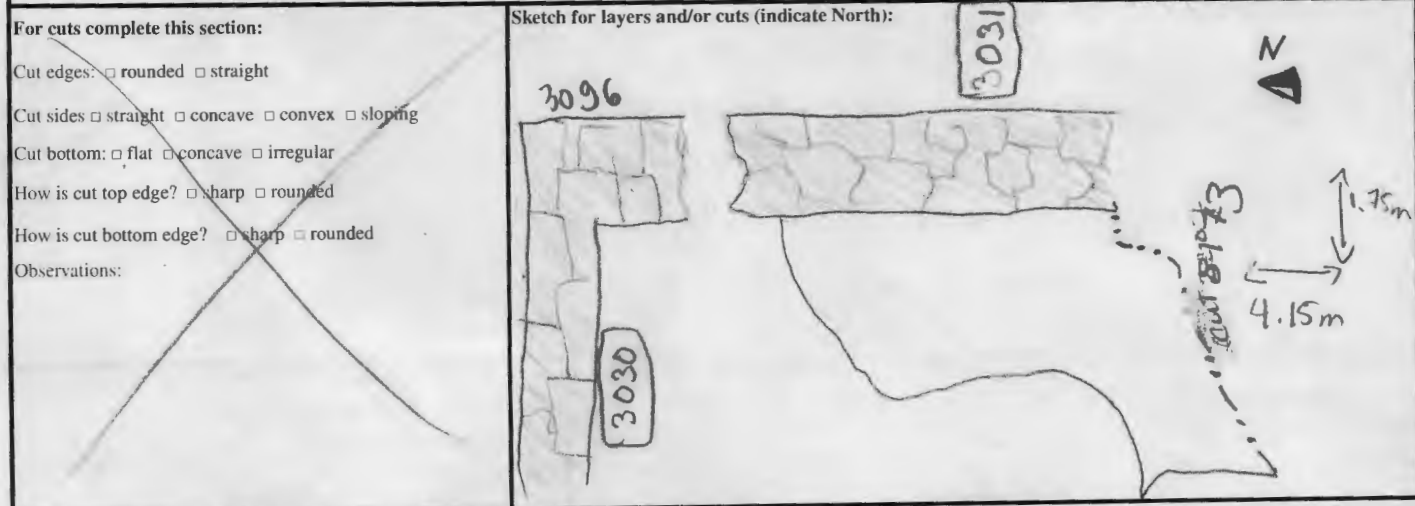 For cuts complete this section:
Cut edges: □ rounded □ straight
Cut sides □ straight □ concave □ convex □ sloping
Cut bottom: □ flat □ concave □ irregular
How is cut top edge? □ sharp □ rounded
How is cut bottom edge? □ sharp □ rounded
Observations:
Sketch for layers and/or cuts (indicate North):
3031
N
3096
1.75m
4.15m
3030